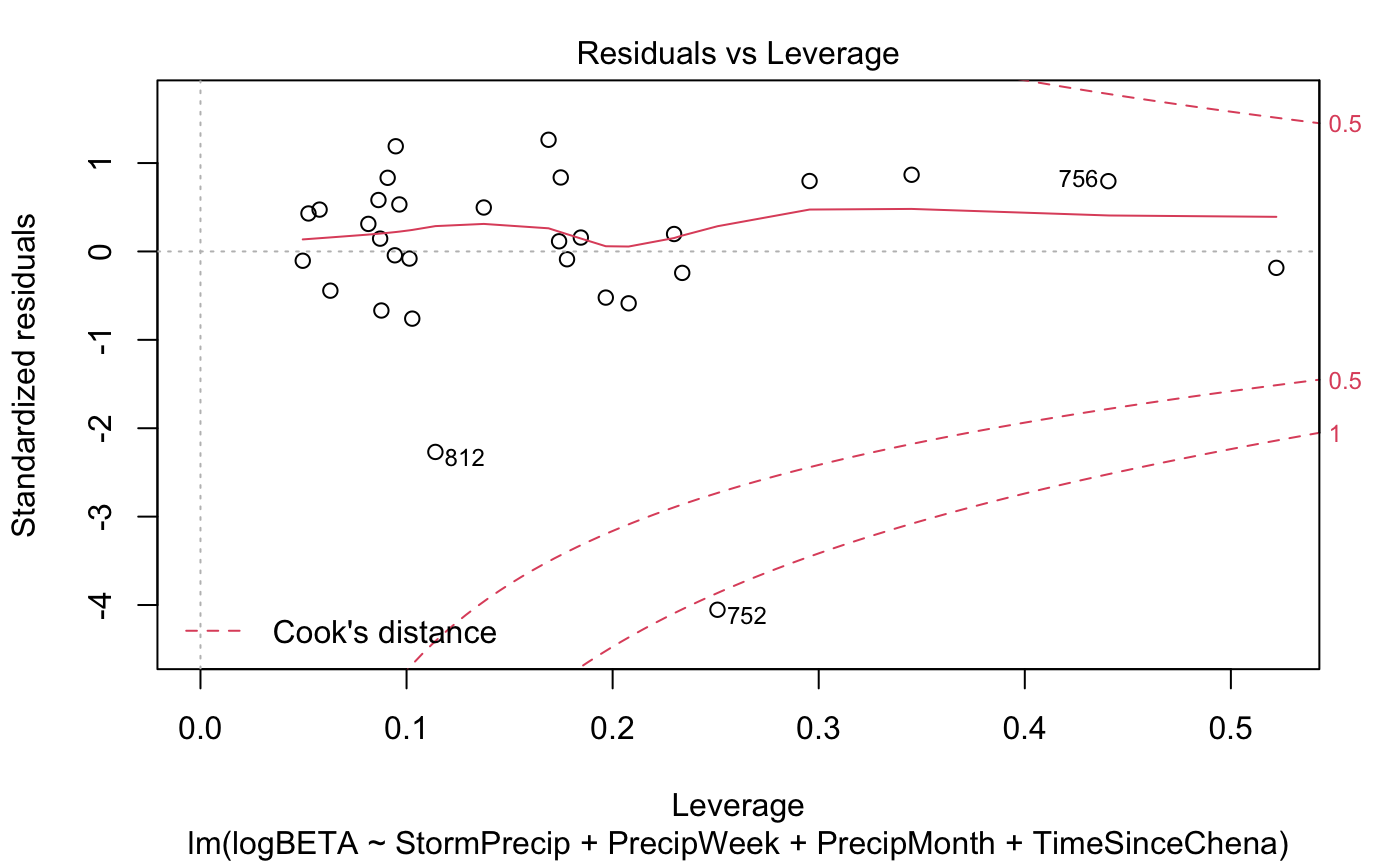 Residuals vs Leverage
Standardized residuals
1
0
-1
-2
-3
-4
0.5
0.5
1
756
812
752
Cook's distance
0.0 0.1 0.2 0.3 0.4 0.5
Leverage
lm(logBETA ~ StormPrecip + PrecipWeek + PrecipMonth + TimeSinceChena)